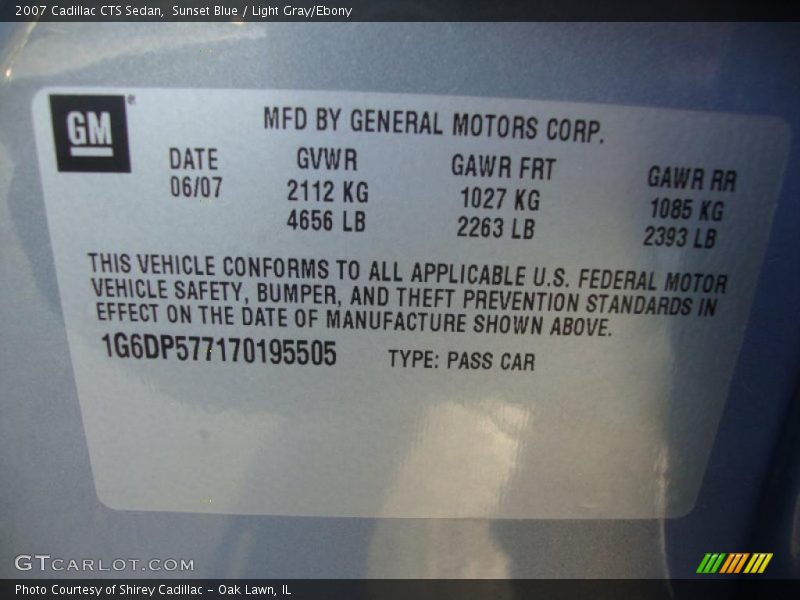 2007 Cadillac CTS Sedan,  Sunset Blue / Light Gray/Ebony
GM®
MFD BY GENERAL MOTORS CORP.
DATE GVWR GAWR FRT GAWR RR
06/07 2112 KG 1027 KG 1085 KG
4656 LB 2263 LB 2393 LB
THIS VEHICLE CONFORMS TO ALL APPLICABLE U.S. FEDERAL MOTOR
VEHICLE SAFETY, BUMPER, AND THEFT PREVENTION STANDARDS IN
EFFECT ON THE DATE OF MANUFACTURE SHOWN ABOVE.
1G6DP577170195505 TYPE: PASS CAR
GTCARLOT.COM
Photo Courtesy of Shirey Cadillac - Oak Lawn, IL